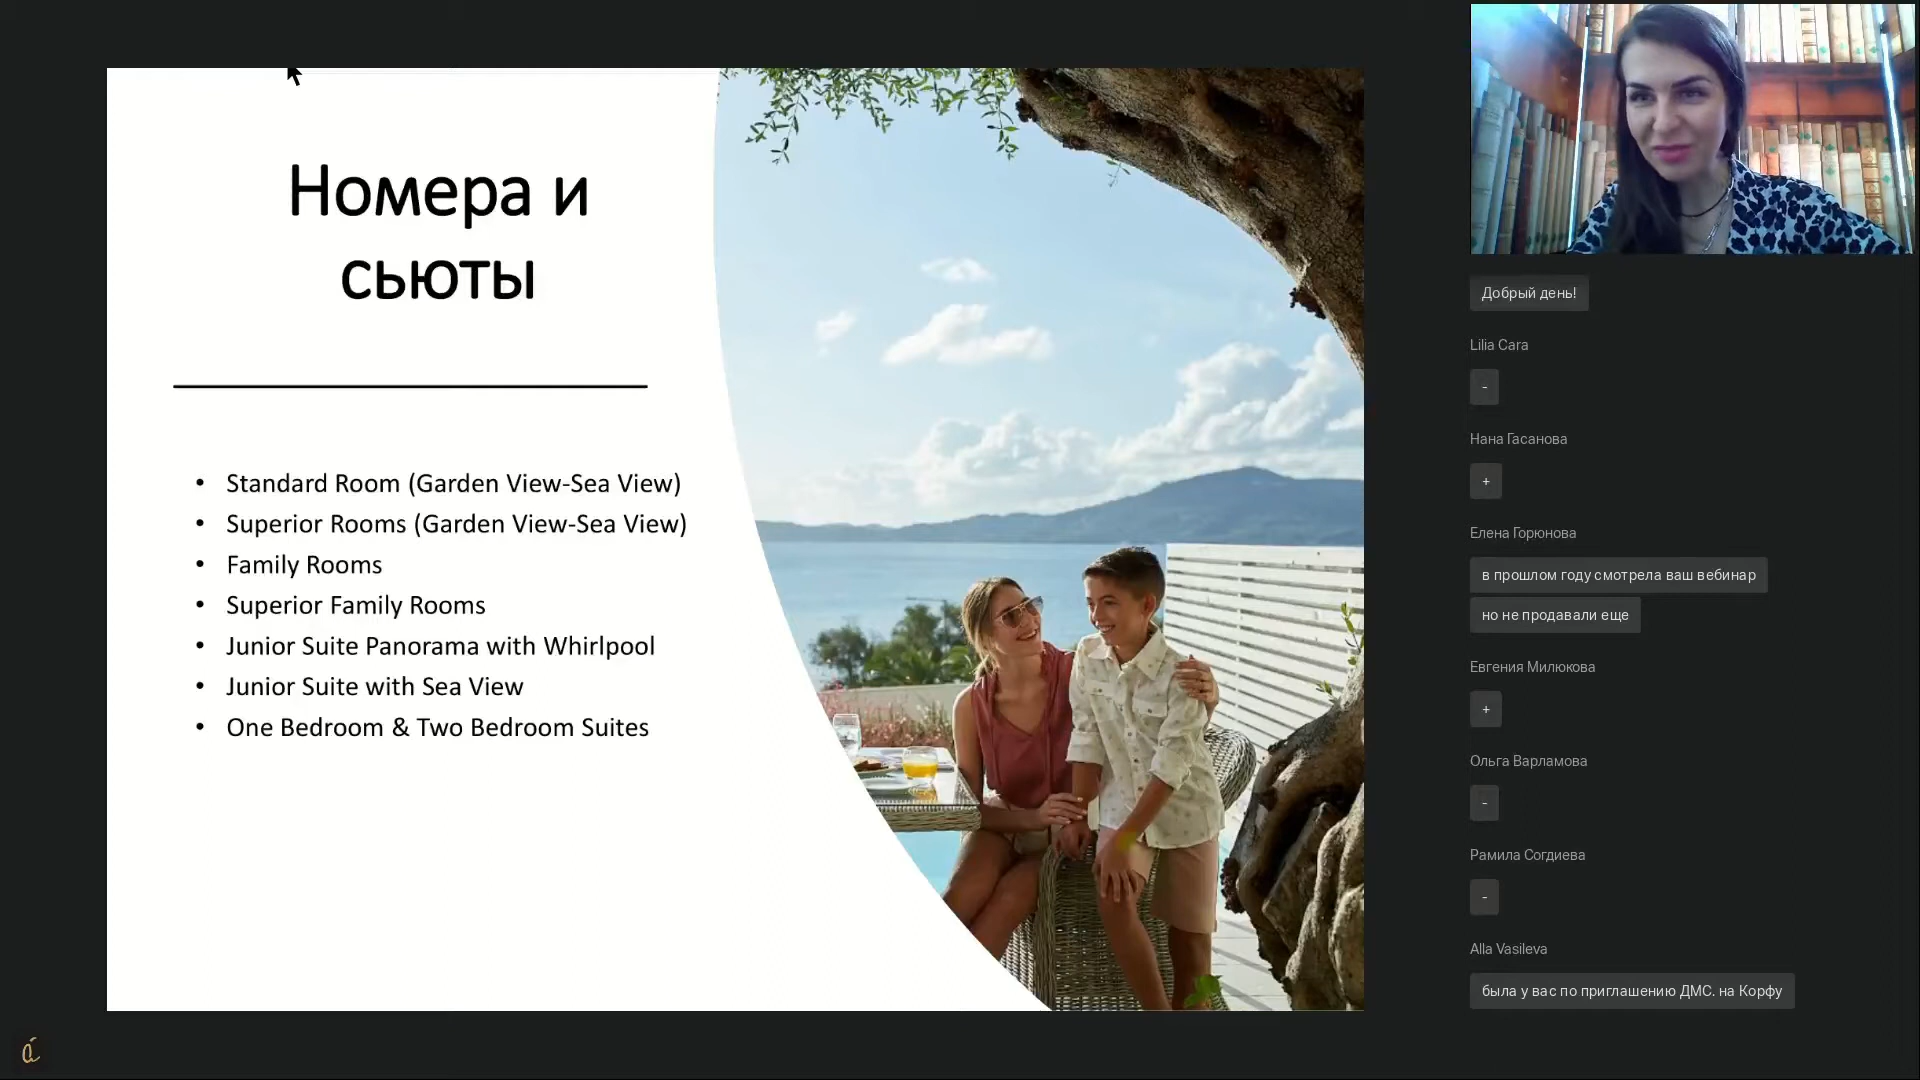 Номера и
сьюты
• Standard Room (Garden View-Sea View)
• Superior Rooms (Garden View-Sea View)
• Family Rooms
• Superior Family Rooms
• Junior Suite Panorama with Whirlpool
• Junior Suite with Sea View
• One Bedroom & Two Bedroom Suites
Добрый день!
Lilia Cara
-
Нана Гасанова
+
Елена Горюнова
в прошлом году смотрела ваш вебинар
но не продавали еще
Евгения Милюкова
+
Ольга Варламова
-
Рамила Согдиева
-
Alla Vasileva
была у вас по приглашению ДМС. на Корфу
á